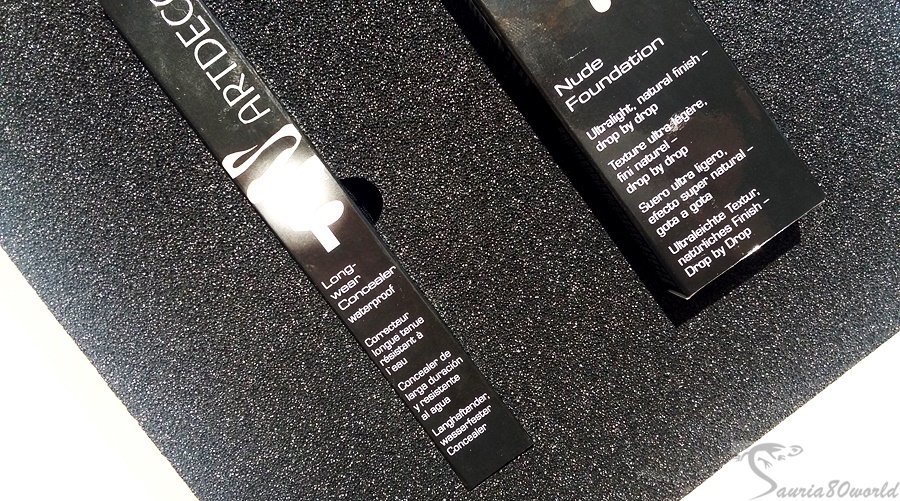 ARTDECO
Long-
wear
Concealer
waterproof
Correcteur
longue tenue
résistant à
l'eau
Concealer de
larga duración
y resistente
al agua
Langhaftender,
wasserfester
Concealer
Nude
Foundation
Ultralight, natural finish –
drop by drop
Texture ultra-légère,
fini naturel –
drop by drop
Suero ultra ligero,
efecto super natural –
gota a gota
Ultraleichte Textur,
natürliches Finish –
Drop by Drop
Sauria80world